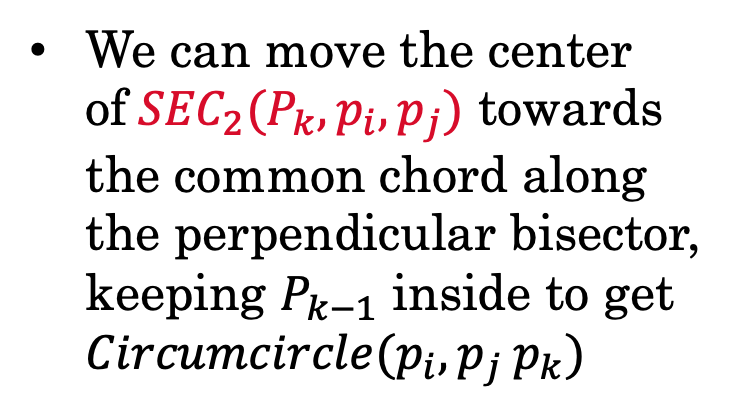 • We can move the center
of SEC₂(Pₖ, pᵢ, pⱼ) towards
the common chord along
the perpendicular bisector,
keeping Pₖ₋₁ inside to get
Circumcircle(pᵢ, pⱼ pₖ)